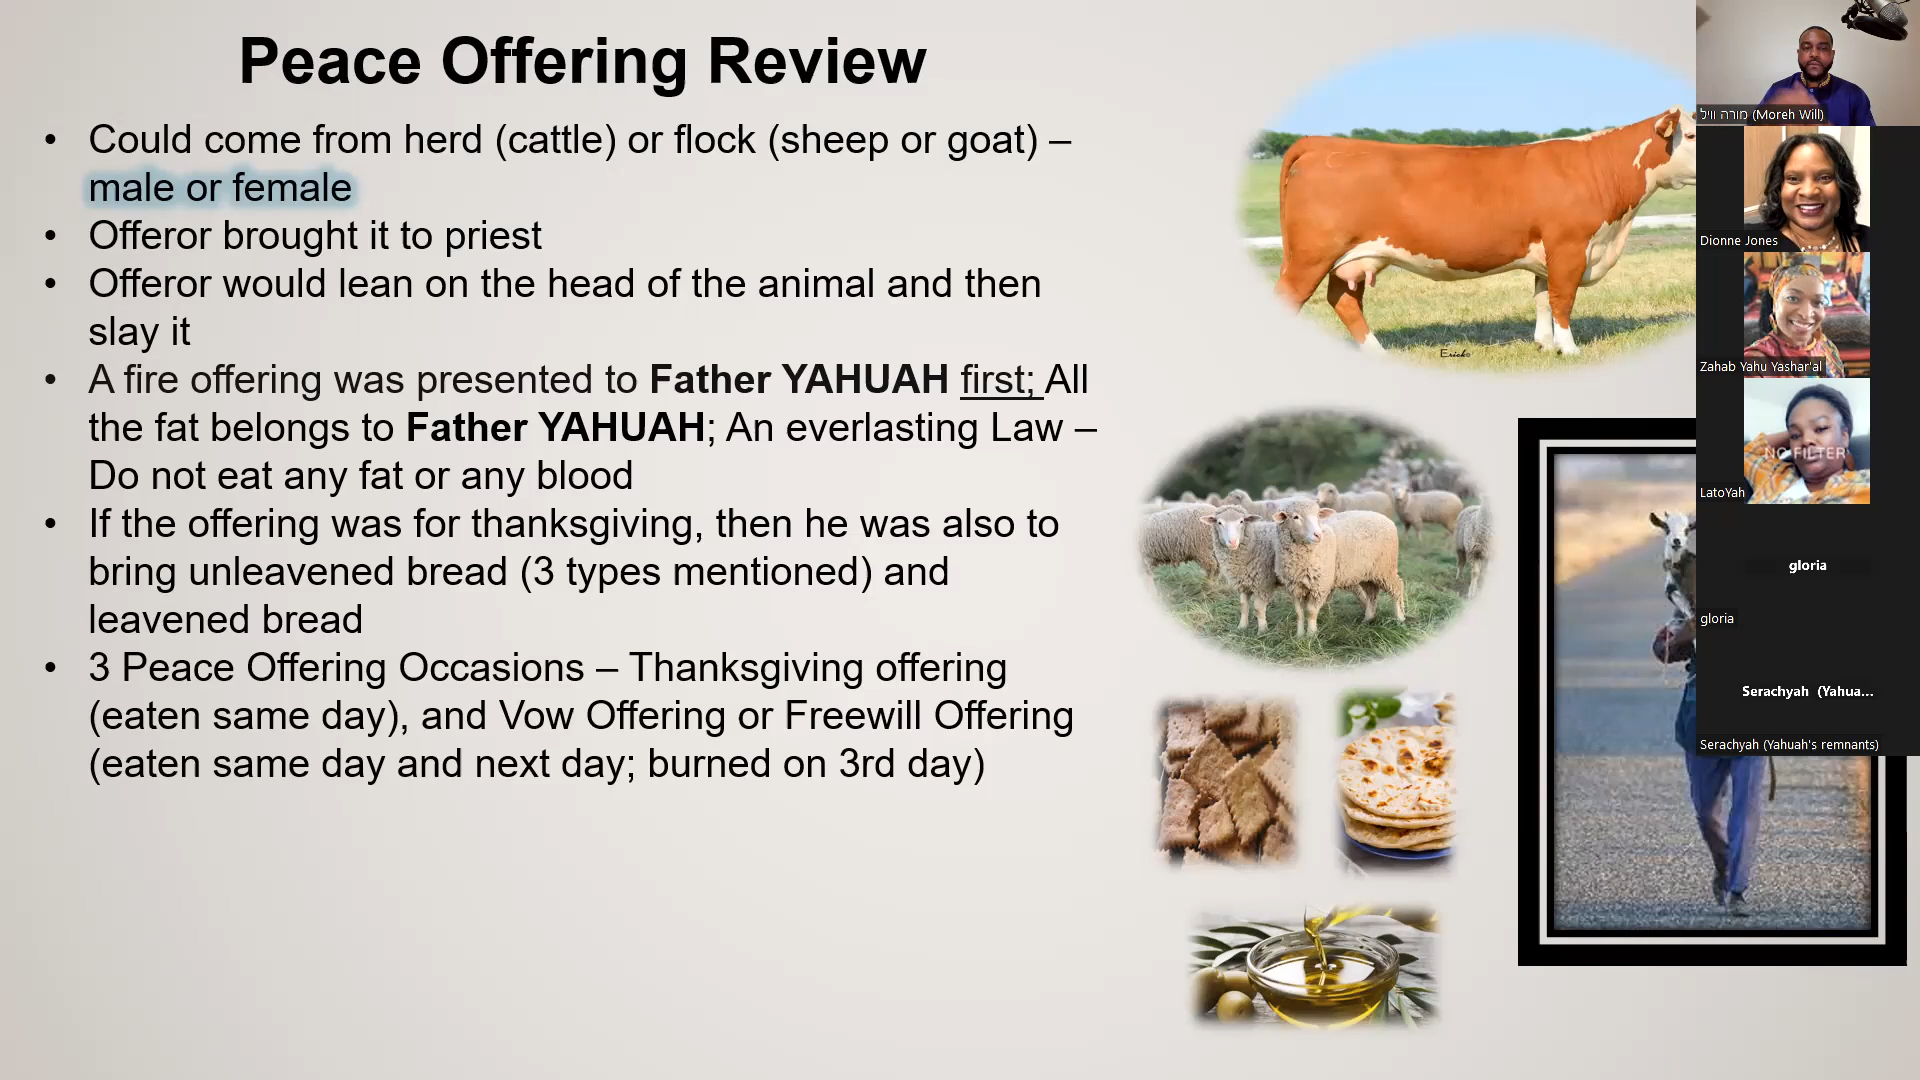 Peace Offering Review
• Could come from herd (cattle) or flock (sheep or goat) –
male or female
• Offeror brought it to priest
• Offeror would lean on the head of the animal and then
slay it
• A fire offering was presented to Father YAHUAH first; All
the fat belongs to Father YAHUAH; An everlasting Law –
Do not eat any fat or any blood
• If the offering was for thanksgiving, then he was also to
bring unleavened bread (3 types mentioned) and
leavened bread
• 3 Peace Offering Occasions – Thanksgiving offering
(eaten same day), and Vow Offering or Freewill Offering
(eaten same day and next day; burned on 3rd day)
מורה וויל (Moreh Will)
Dionne Jones
Zahab Yahu Yashar'al
NO FILTER
LatoYah
gloria
gloria
Serachyah (Yahua...
Serachyah (Yahuah's remnants)